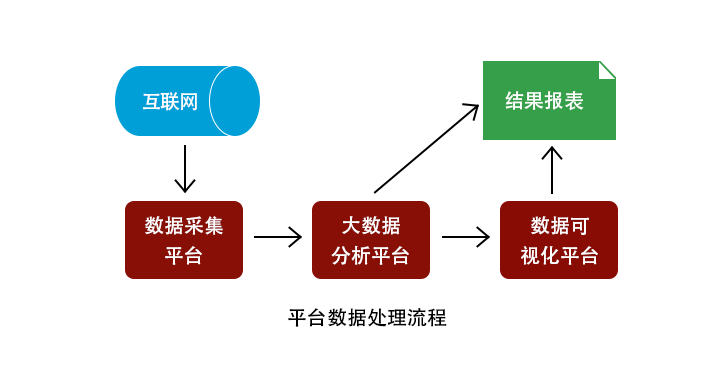 互联网
结果报表
数据采集
平台
大数据
分析平台
数据可
视化平台
平台数据处理流程